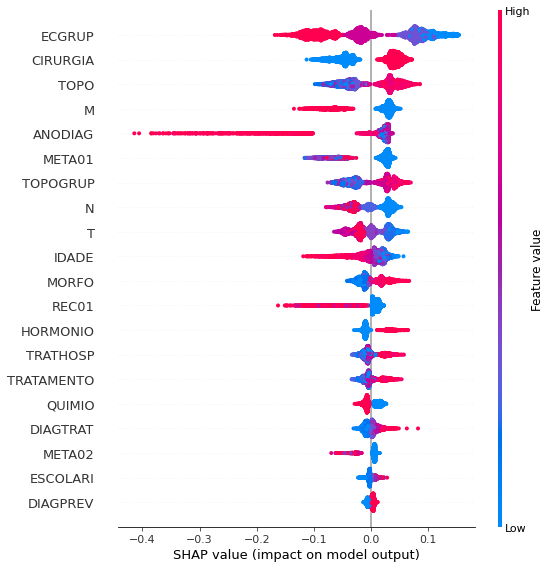 High
ECGRUP
CIRURGIA
TOPO
M
ANODIAG
META01
TOPOGRUP
N
T
IDADE
MORFO
REC01
HORMONIO
TRATHOSP
TRATAMENTO
QUIMIO
DIAGTRAT
META02
ESCOLARI
DIAGPREV
Feature value
Low
−0.4 −0.3 −0.2 −0.1 0.0 0.1
SHAP value (impact on model output)